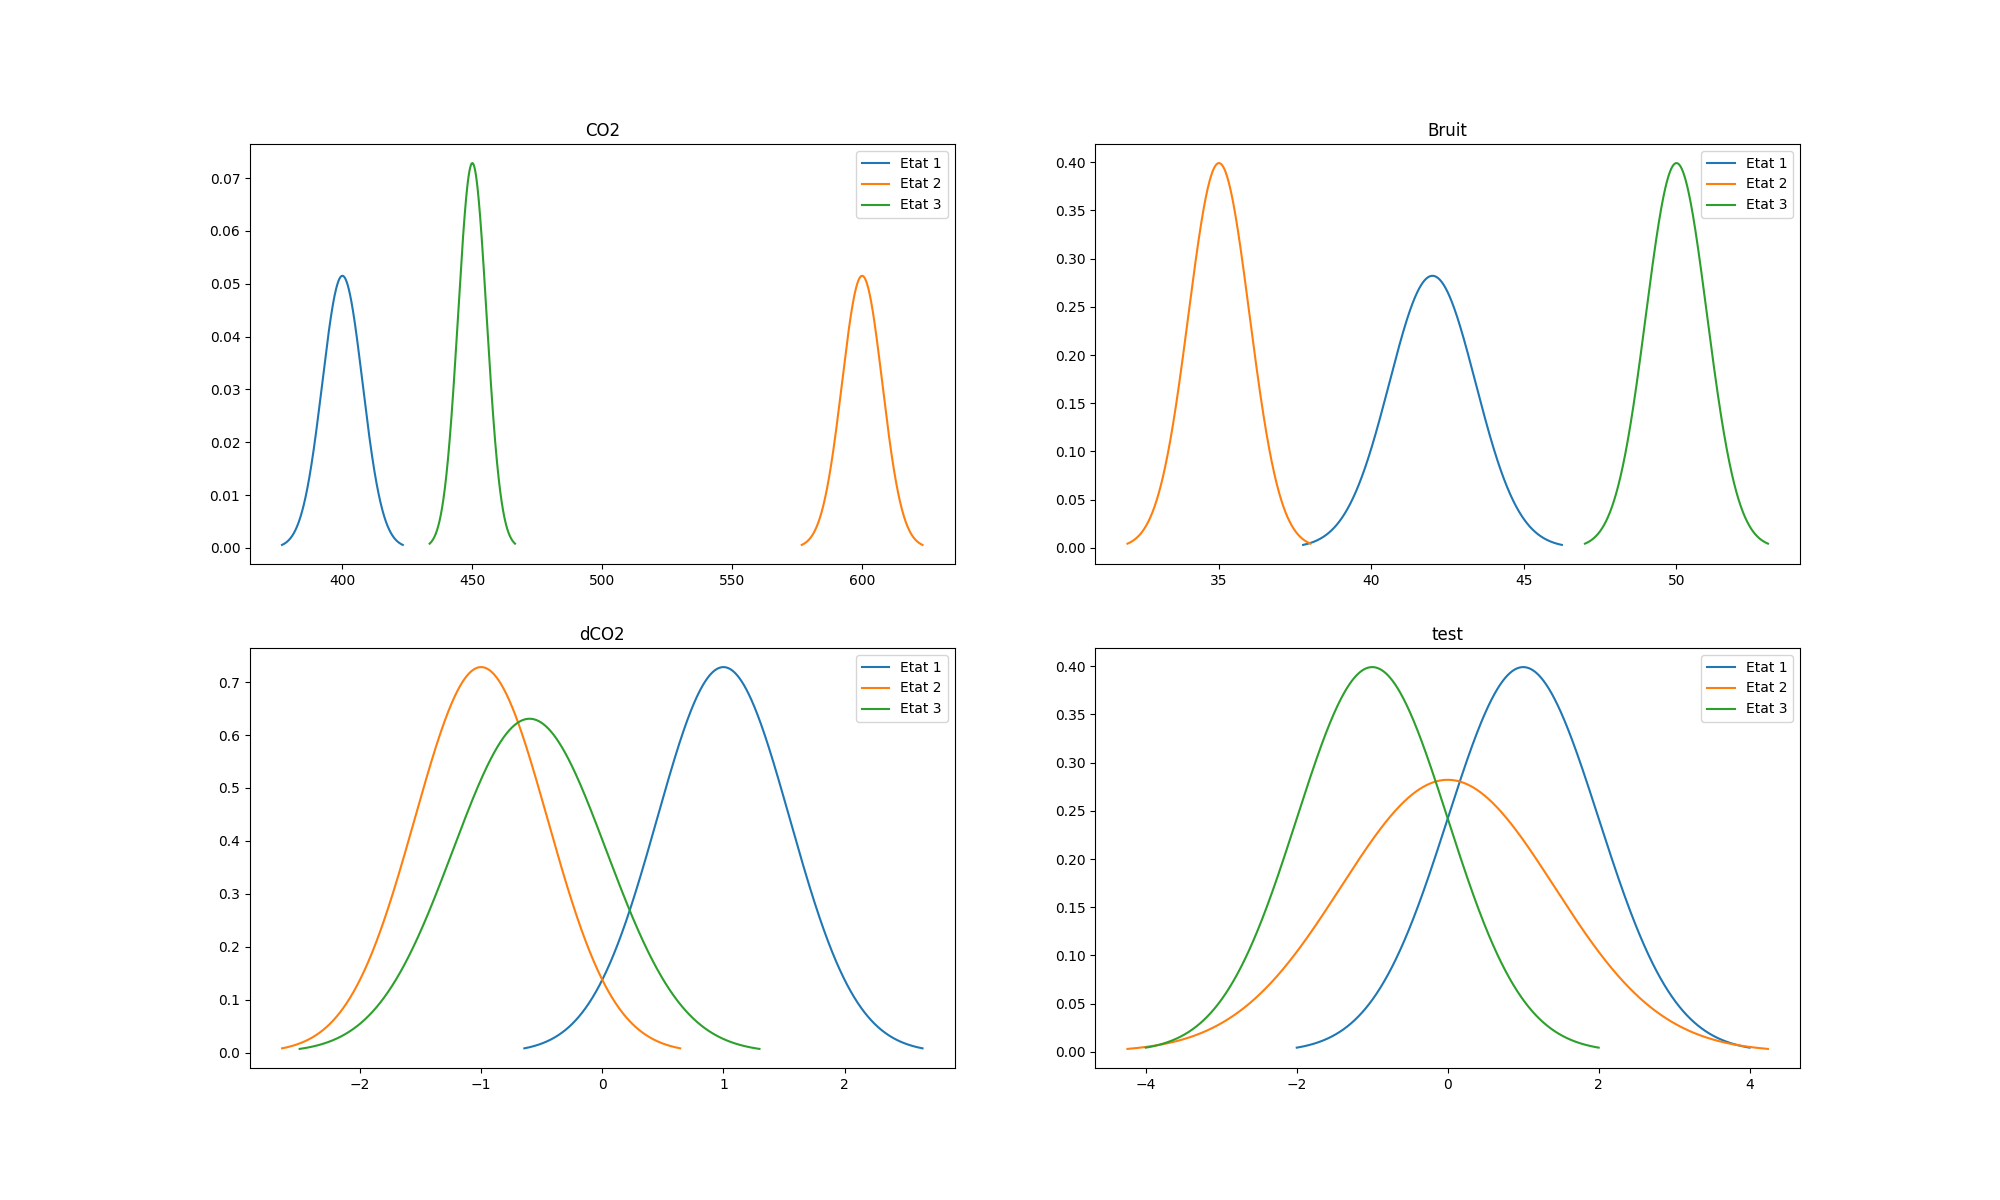 CO2
0.07
0.06
0.05
0.04
0.03
0.02
0.01
0.00
400 450 500 550 600
Etat 1
Etat 2
Etat 3
Bruit
0.40
0.35
0.30
0.25
0.20
0.15
0.10
0.05
0.00
35 40 45 50
Etat 1
Etat 2
Etat 3
dCO2
0.7
0.6
0.5
0.4
0.3
0.2
0.1
0.0
−2 −1 0 1 2
Etat 1
Etat 2
Etat 3
test
0.40
0.35
0.30
0.25
0.20
0.15
0.10
0.05
0.00
−4 −2 0 2 4
Etat 1
Etat 2
Etat 3